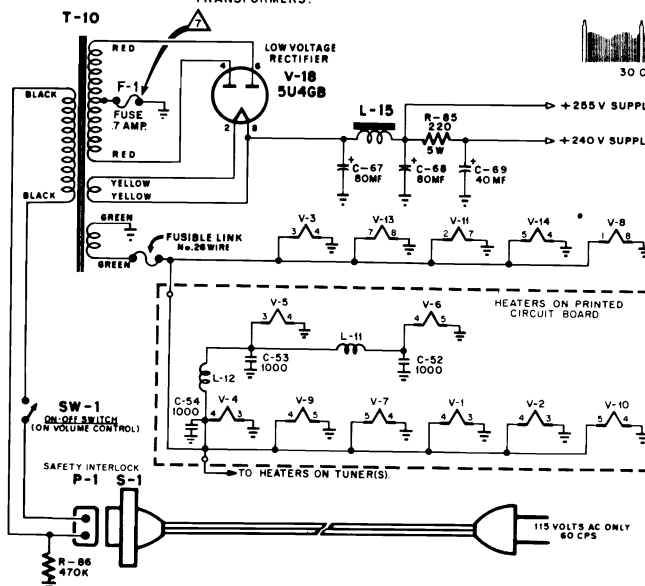 TRANSFORMERS.
T-10
7
RED
LOW VOLTAGE
RECTIFIER
V-18
5U4GB
4
6
30 C
BLACK
F-1
FUSE
.7 AMP.
2
8
L-15
+255 V SUPPL
R-85
220
5W
+240 V SUPPL
RED
BLACK
YELLOW
YELLOW
+
C-67
80MF
+
C-68
80MF
+
C-69
40MF
GREEN
GREEN
FUSIBLE LINK
No. 26 WIRE
V-3
3 4
V-13
7 8
V-11
2 7
V-14
5 4
V-8
1 8
HEATERS ON PRINTED
CIRCUIT BOARD
V-5
3 4
V-6
4 5
L-11
C-53
1000
C-52
1000
L-12
C-54
1000
V-4
4 3
V-9
4 5
V-7
5 4
V-1
4 3
V-2
4 3
V-10
5 4
SW-1
ON-OFF SWITCH
(ON VOLUME CONTROL)
TO HEATERS ON TUNER(S).
SAFETY INTERLOCK
P-1 S-1
115 VOLTS AC ONLY
60 CPS
R-86
470K